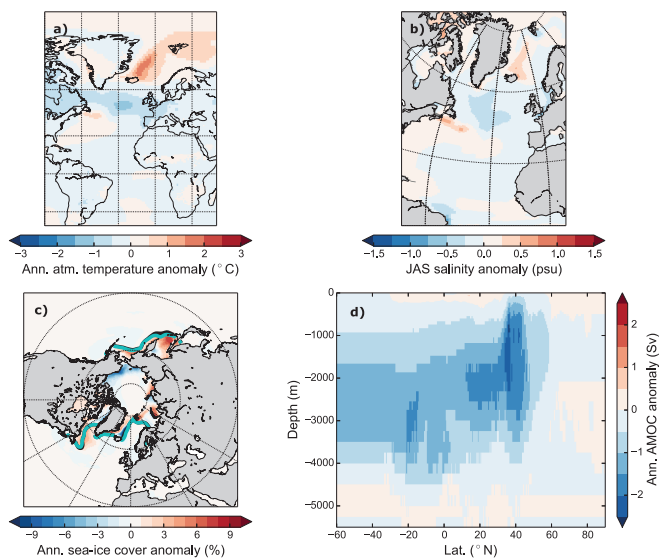 a)
b)
−3 −2 −1 0 1 2 3
Ann. atm. temperature anomaly (°C)
−1.5 −1.0 −0.5 0.0 0.5 1.0 1.5
JAS salinity anomaly (psu)
c)
−9 −6 −3 0 3 6 9
Ann. sea-ice cover anomaly (%)
d)
0
−1000
−2000
−3000
−4000
−5000
Depth (m)
−60 −40 −20 0 20 40 60 80
Lat. (°N)
2
1
0
−1
−2
Ann. AMOC anomaly (Sv)